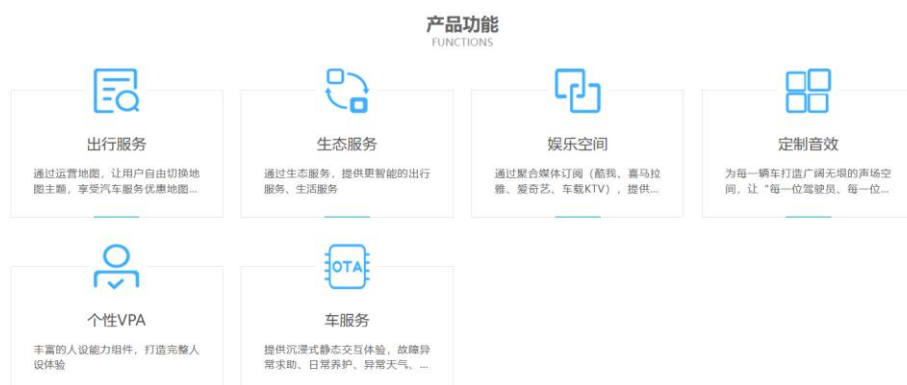 产品功能
FUNCTIONS
出行服务
通过运营地图，让用户自由切换地
图主题，享受汽车服务优惠地图...
生态服务
通过生态服务，提供更智能的出行
服务、生活服务
娱乐空间
通过聚合媒体订阅（酷我、喜马拉
雅、爱奇艺、车载KTV），提供...
定制音效
为每一辆车打造广阔无垠的声场空
间，让“每一位驾驶员、每一位...
个性VPA
丰富的人设能力组件，打造完整人
设体验
OTA
车服务
提供沉浸式静态交互体验，故障异
常求助、日常养护、异常天气、...